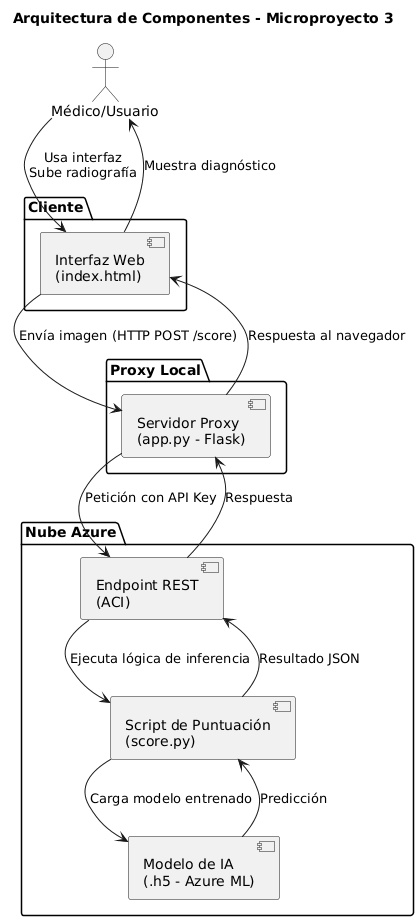 Arquitectura de Componentes - Microproyecto 3
Médico/Usuario
Usa interfaz
Sube radiografía
Muestra diagnóstico
Cliente
Interfaz Web
(index.html)
Envía imagen (HTTP POST /score)
Respuesta al navegador
Proxy Local
Servidor Proxy
(app.py - Flask)
Petición con API Key
Respuesta
Nube Azure
Endpoint REST
(ACI)
Ejecuta lógica de inferencia
Resultado JSON
Script de Puntuación
(score.py)
Carga modelo entrenado
Predicción
Modelo de IA
(.h5 - Azure ML)